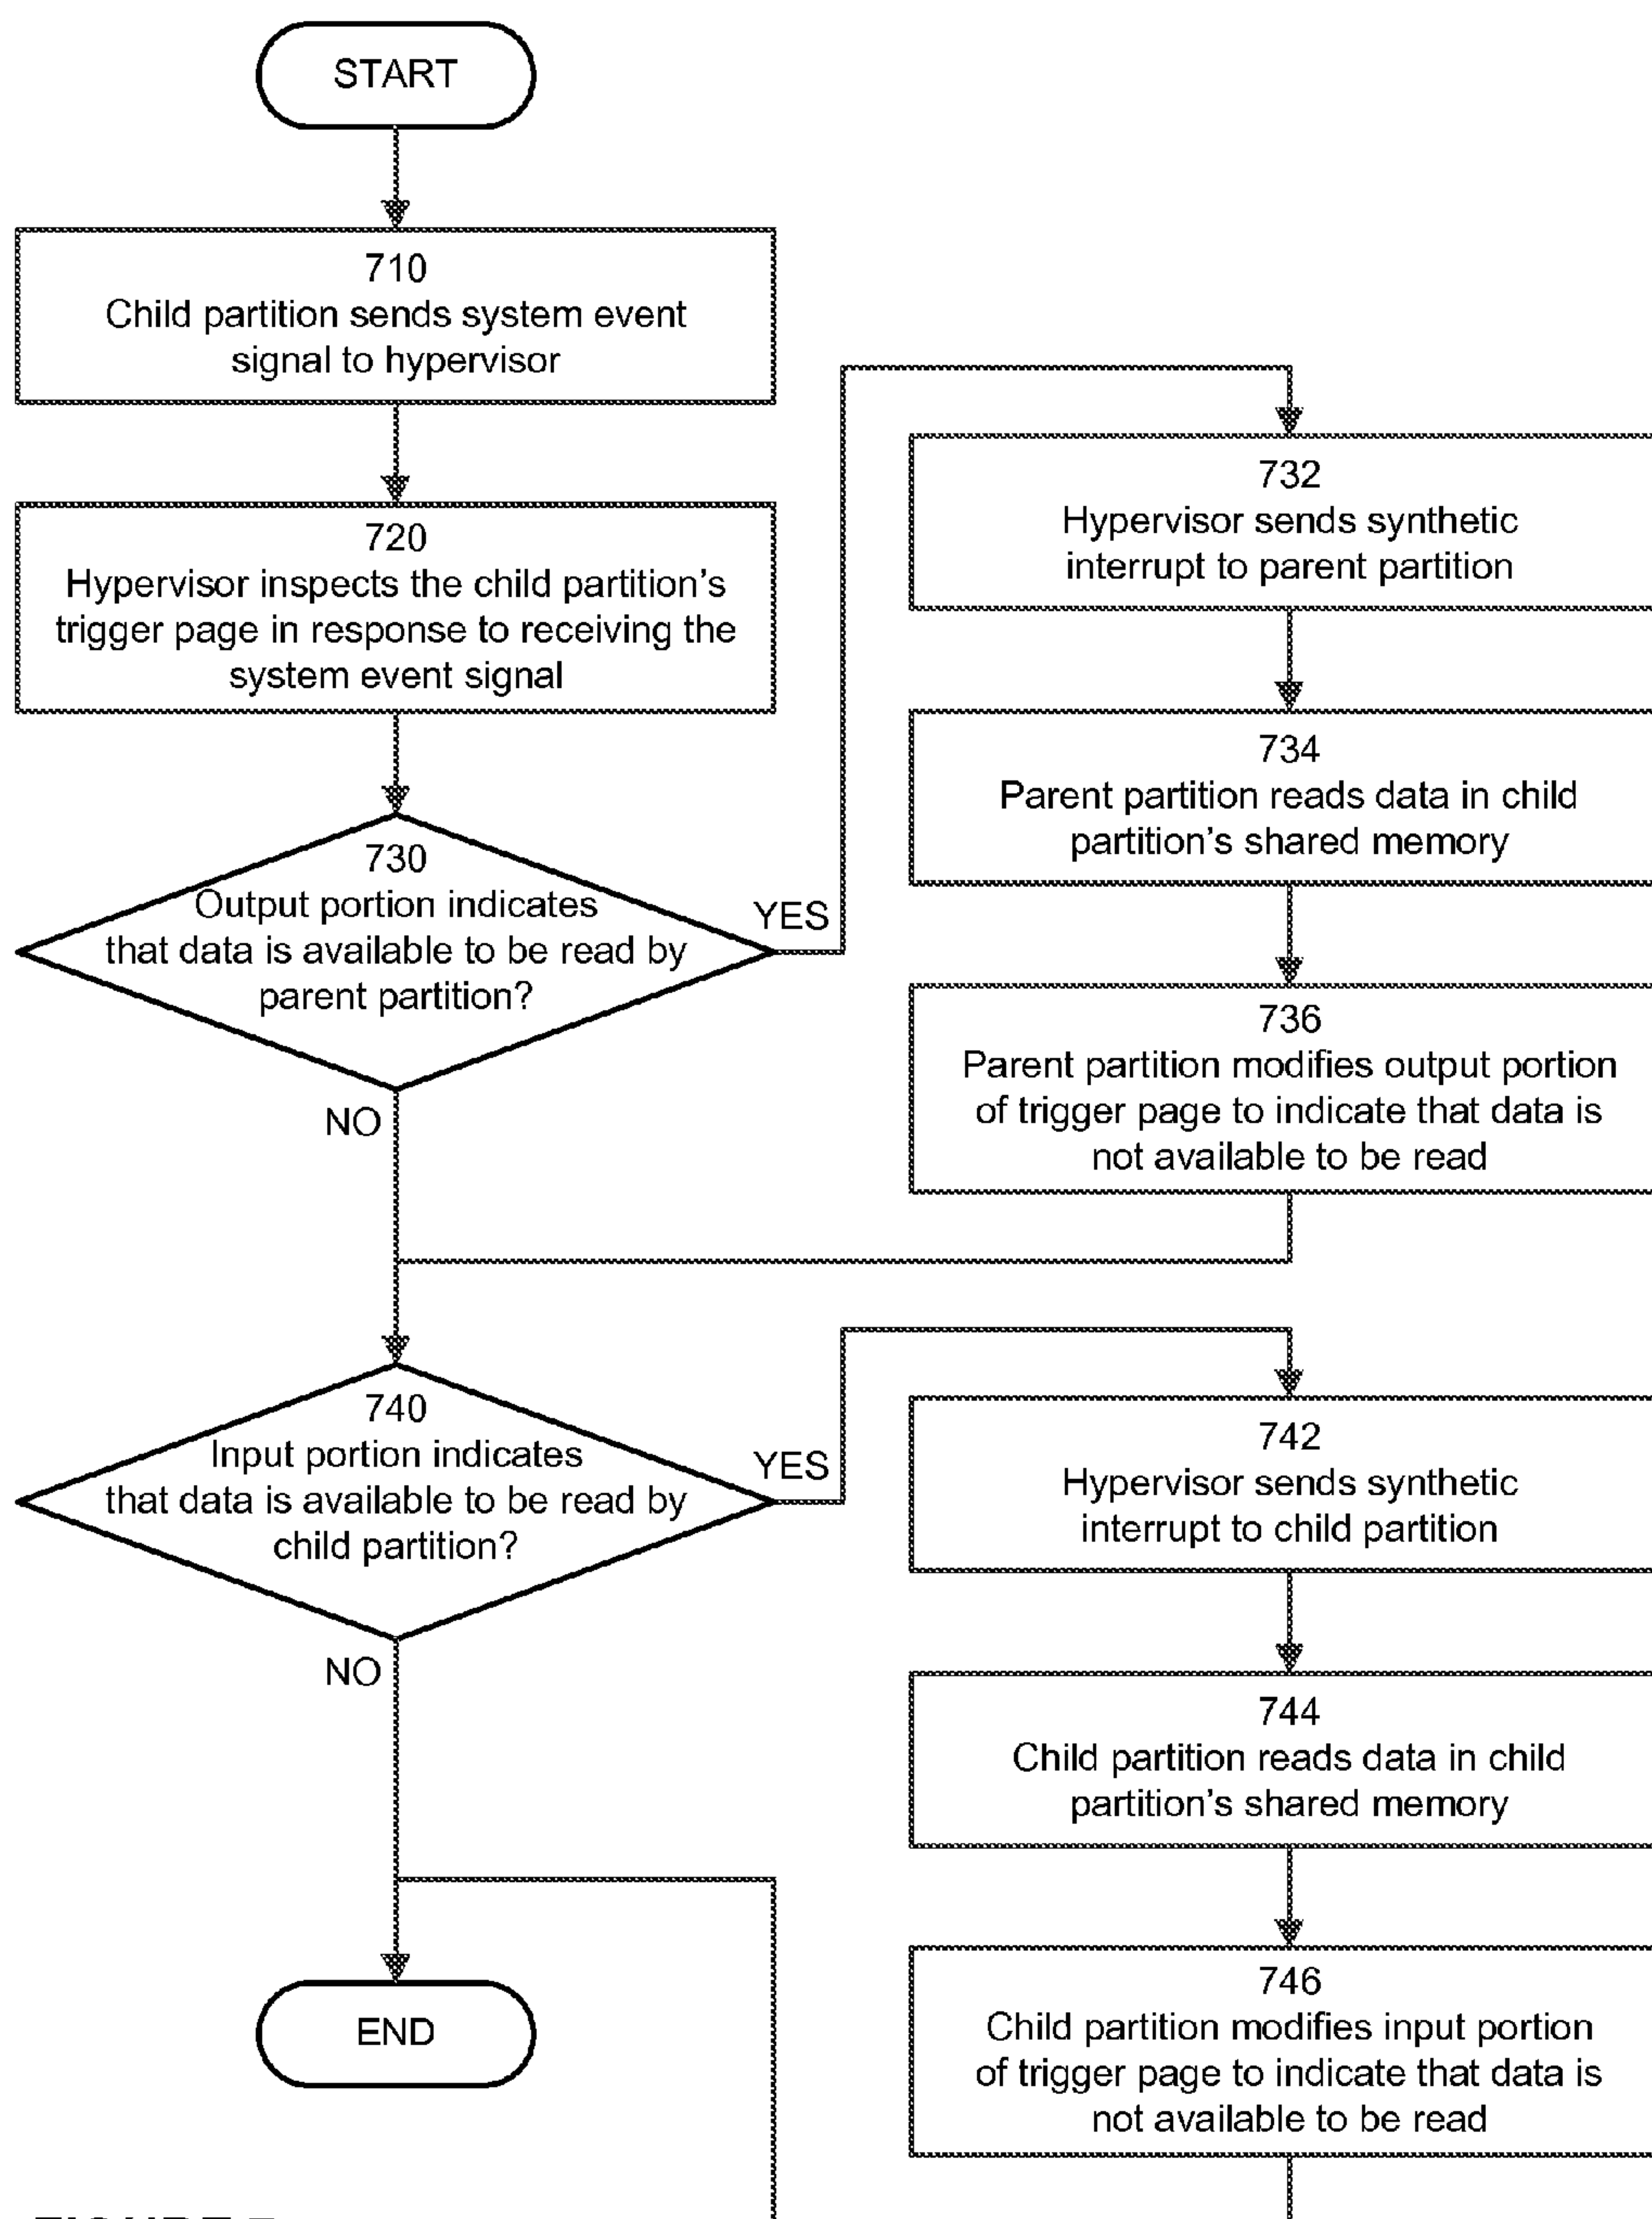 START
710
Child partition sends system event
signal to hypervisor
720
Hypervisor inspects the child partition's
trigger page in response to receiving the
system event signal
730
Output portion indicates
that data is available to be read by
parent partition?
YES
NO
732
Hypervisor sends synthetic
interrupt to parent partition
734
Parent partition reads data in child
partition's shared memory
736
Parent partition modifies output portion
of trigger page to indicate that data is
not available to be read
740
Input portion indicates
that data is available to be read by
child partition?
YES
NO
742
Hypervisor sends synthetic
interrupt to child partition
744
Child partition reads data in child
partition's shared memory
746
Child partition modifies input portion
of trigger page to indicate that data is
not available to be read
END